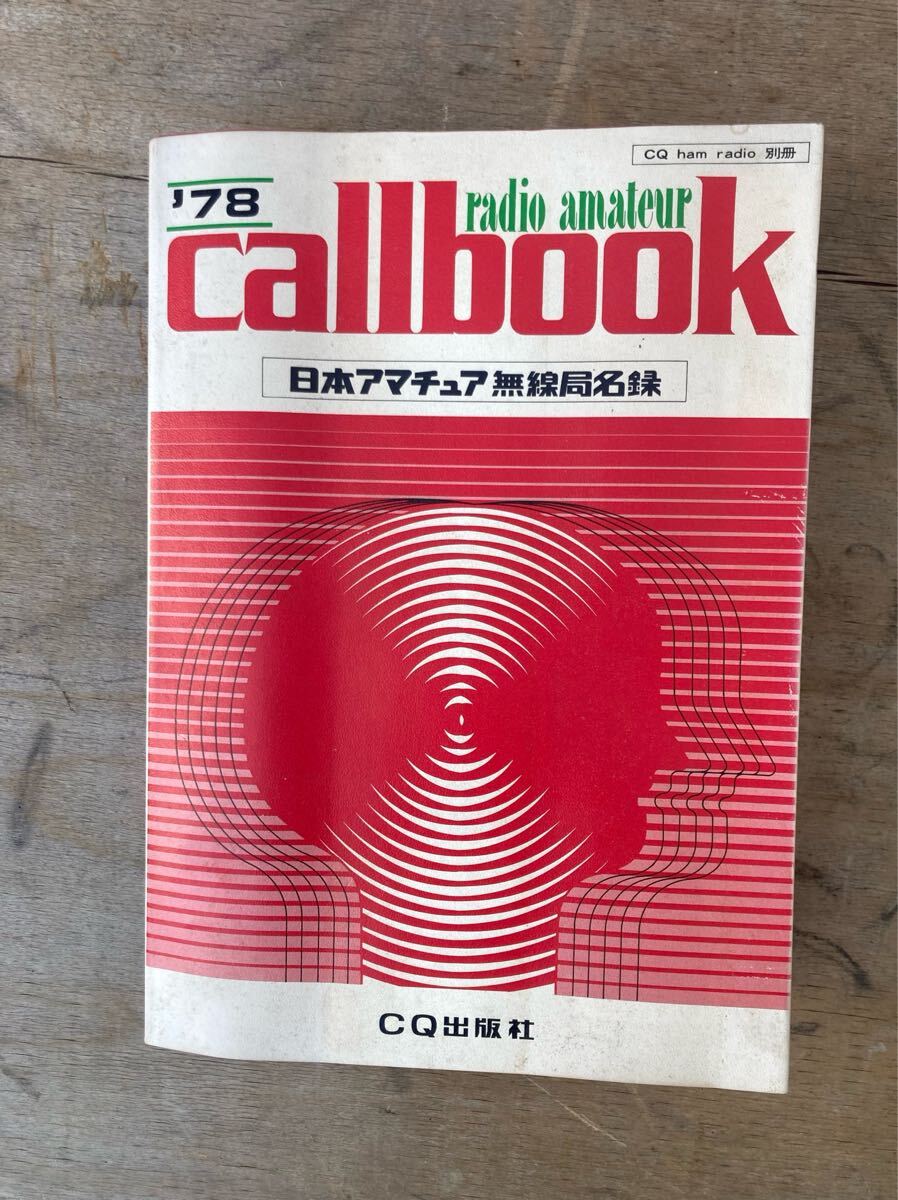 CQ ham radio 別冊
'78
radio amateur
callbook
日本アマチュア無線局名録
CQ出版社